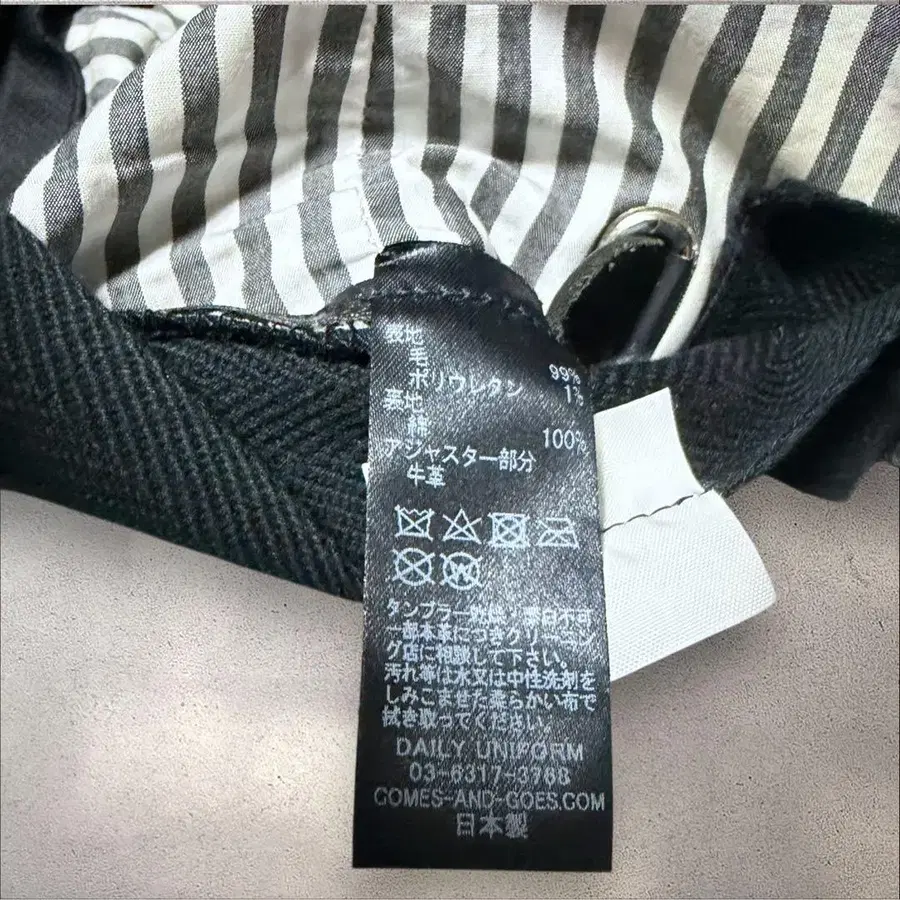 表地
毛 99%
ポリウレタン 1%
表地
綿 100%
アジャスター部分
牛革
タンブラー乾燥・漂白不可
一部本革につきクリーニン
グ店に相談して下さい。
汚れ等は水又は中性洗剤を
しみこませた柔らかい布で
拭き取ってください。
DAILY UNIFORM
03-6317-3768
COMES-AND-GOES.COM
日本製